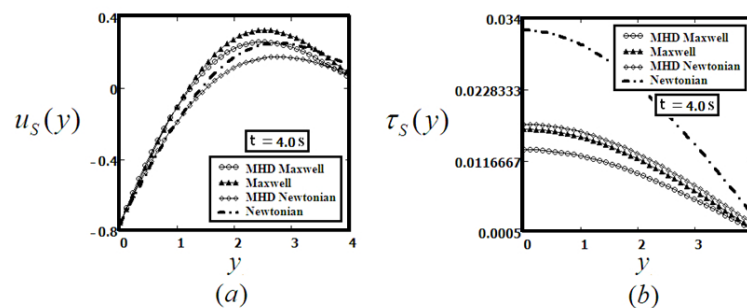 0.4
0
-0.4
-0.8
u_S(y)
t = 4.0 s
MHD Maxwell
Maxwell
MHD Newtonian
Newtonian
0 1 2 3 4
y
(a)
0.034
0.0228333
0.0116667
0.0005
τ_S(y)
MHD Maxwell
Maxwell
MHD Newtonian
Newtonian
t = 4.0 s
0 1 2 3
y
(b)